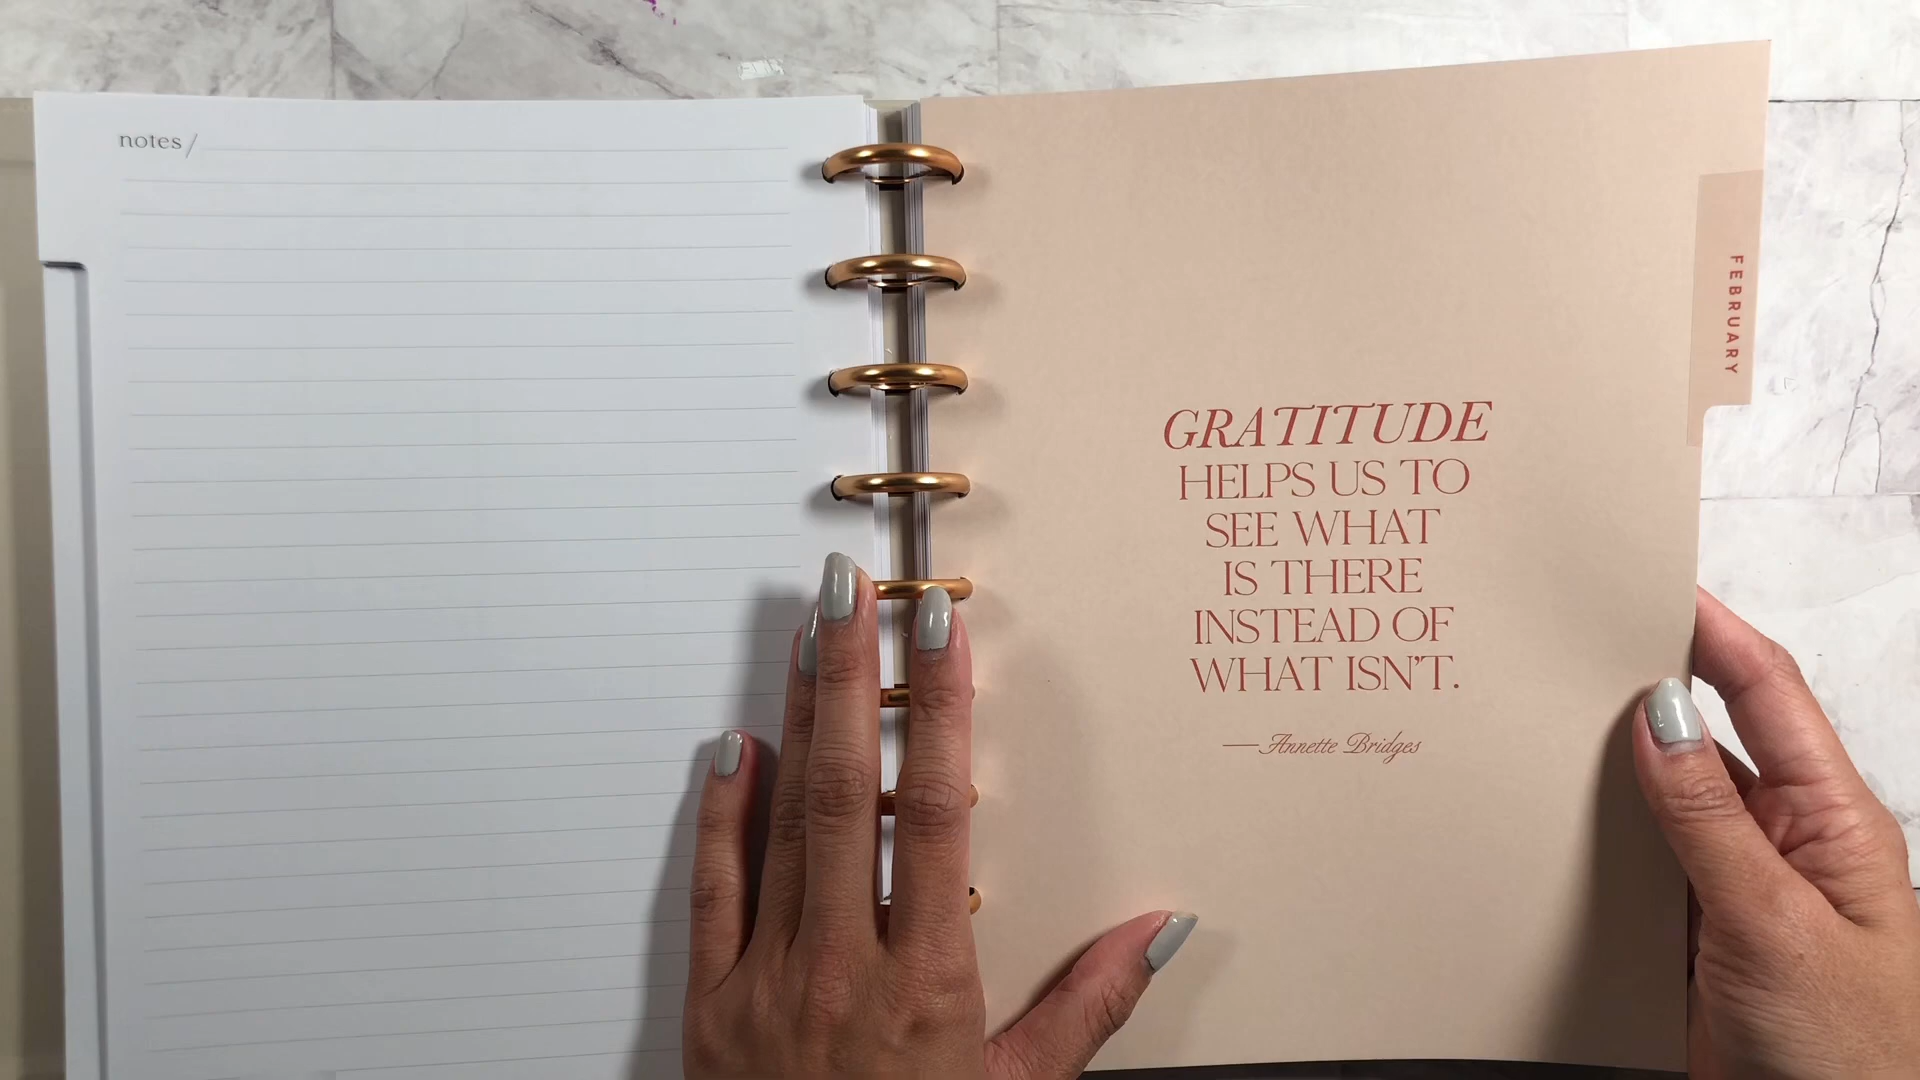 notes/
FEBRUARY
GRATITUDE
HELPS US TO
SEE WHAT
IS THERE
INSTEAD OF
WHAT ISN'T.
—Annette Bridges